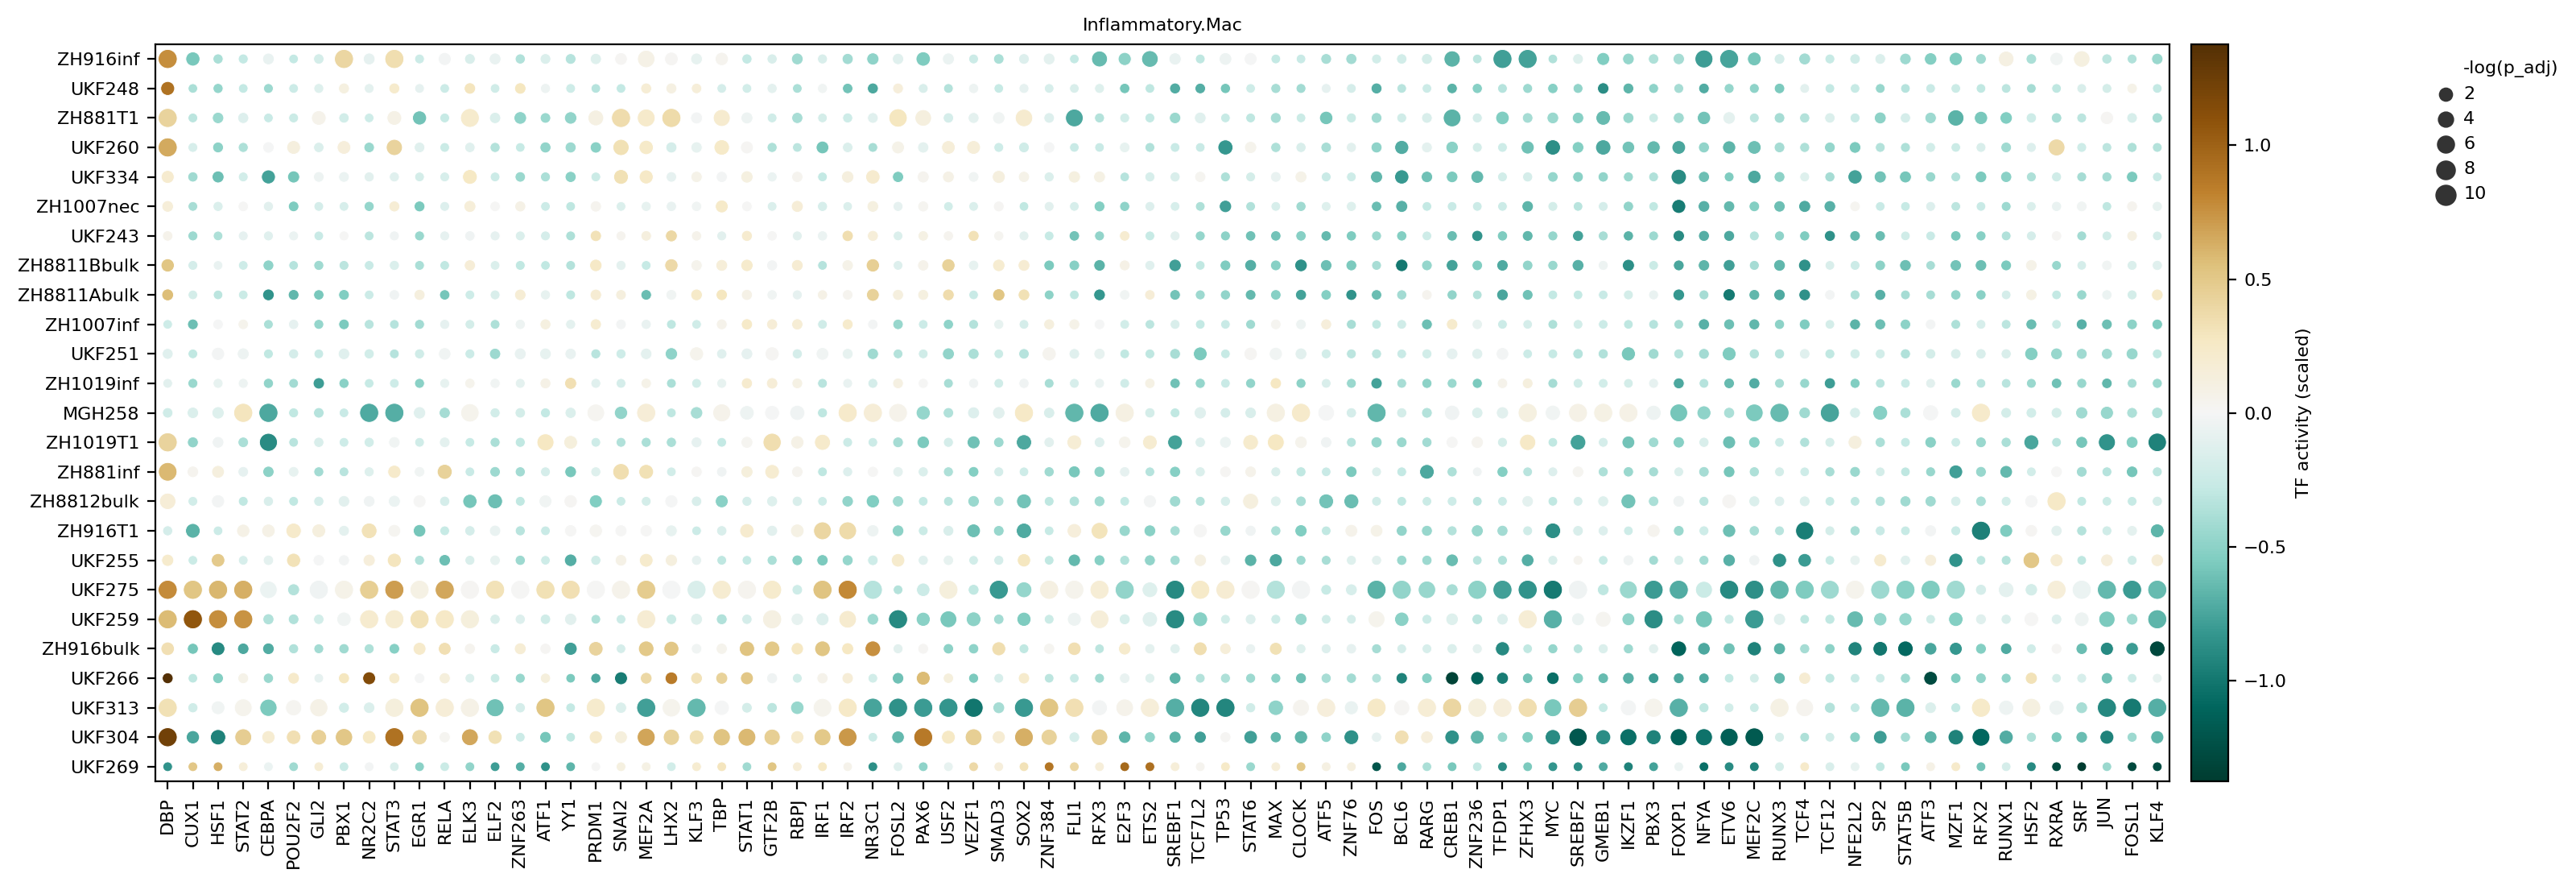 Inflammatory.Mac
ZH916inf
UKF248
ZH881T1
UKF260
UKF334
ZH1007nec
UKF243
ZH8811Bbulk
ZH8811Abulk
ZH1007inf
UKF251
ZH1019inf
MGH258
ZH1019T1
ZH881inf
ZH8812bulk
ZH916T1
UKF255
UKF275
UKF259
ZH916bulk
UKF266
UKF313
UKF304
UKF269
DBP
CUX1
HSF1
STAT2
CEBPA
POU2F2
GLI2
PBX1
NR2C2
STAT3
EGR1
RELA
ELK3
ELF2
ZNF263
ATF1
YY1
PRDM1
SNAI2
MEF2A
LHX2
KLF3
TBP
STAT1
GTF2B
RBPJ
IRF1
IRF2
NR3C1
FOSL2
PAX6
USF2
VEZF1
SMAD3
SOX2
ZNF384
FLI1
RFX3
E2F3
ETS2
SREBF1
TCF7L2
TP53
STAT6
MAX
CLOCK
ATF5
ZNF76
FOS
BCL6
RARG
CREB1
ZNF236
TFDP1
ZFHX3
MYC
SREBF2
GMEB1
IKZF1
PBX3
FOXP1
NFYA
ETV6
MEF2C
RUNX3
TCF4
TCF12
NFE2L2
SP2
STAT5B
ATF3
MZF1
RFX2
RUNX1
HSF2
RXRA
SRF
JUN
FOSL1
KLF4
1.0
0.5
0.0
−0.5
−1.0
TF activity (scaled)
-log(p_adj)
2
4
6
8
10